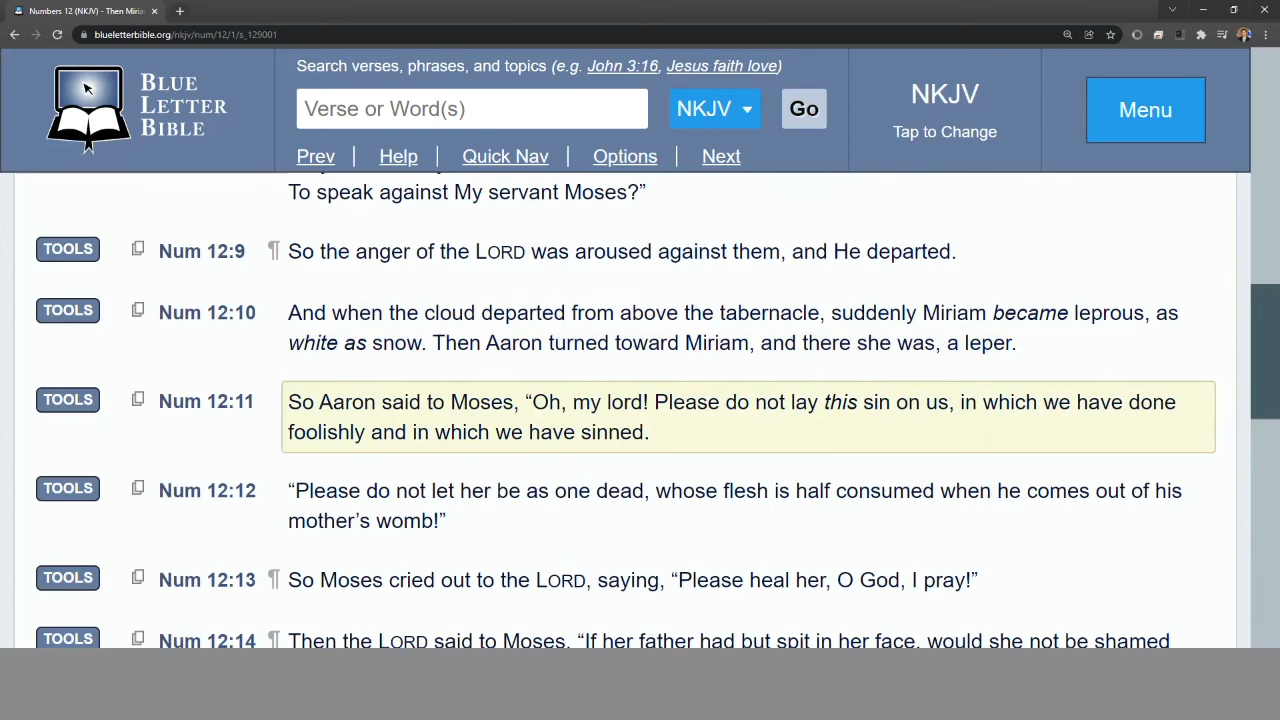 Numbers 12 (NKJV) - Then Miria
blueletterbible.org/nkjv/num/12/1/s_129001
BLUE
LETTER
BIBLE
Search verses, phrases, and topics (e.g. John 3:16, Jesus faith love)
Verse or Word(s)
NKJV
Go
Prev | Help | Quick Nav | Options | Next
NKJV
Tap to Change
Menu
To speak against My servant Moses?”
TOOLS Num 12:9 ¶ So the anger of the LORD was aroused against them, and He departed.
TOOLS Num 12:10 And when the cloud departed from above the tabernacle, suddenly Miriam became leprous, as
white as snow. Then Aaron turned toward Miriam, and there she was, a leper.
TOOLS Num 12:11 So Aaron said to Moses, “Oh, my lord! Please do not lay this sin on us, in which we have done
foolishly and in which we have sinned.
TOOLS Num 12:12 “Please do not let her be as one dead, whose flesh is half consumed when he comes out of his
mother’s womb!”
TOOLS Num 12:13 ¶ So Moses cried out to the LORD, saying, “Please heal her, O God, I pray!”
TOOLS Num 12:14 ¶ Then the LORD said to Moses, “If her father had but spit in her face, would she not be shamed